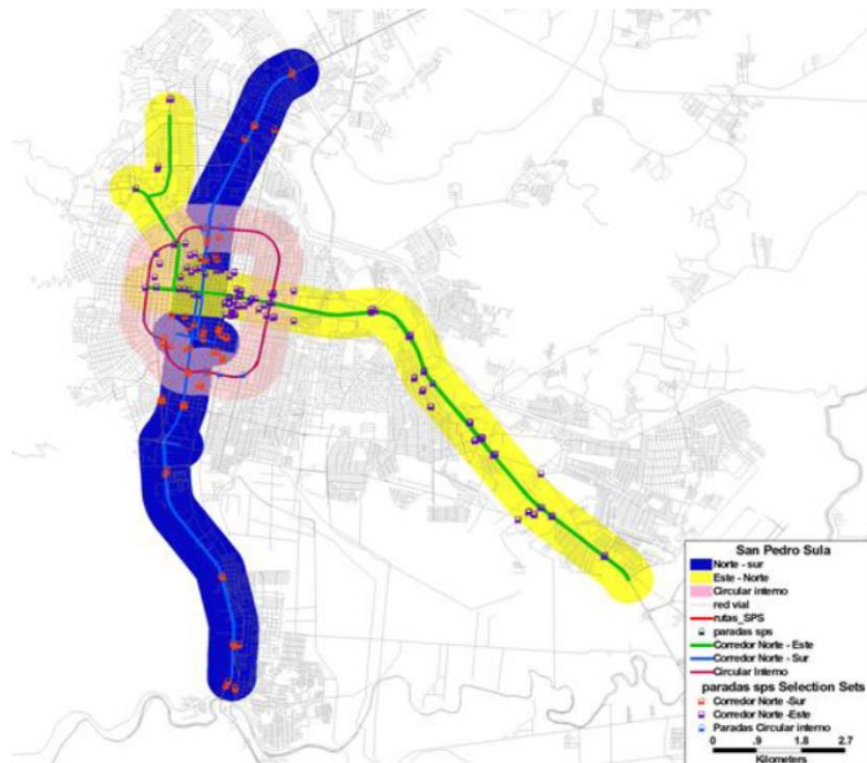 San Pedro Sula
Norte - sur
Este - Norte
Circular interno
red vial
rutas_SPS
paradas sps
Corredor Norte - Este
Corredor Norte - Sur
Circular Interno
paradas sps Selection Sets
Corredor Norte -Sur
Corredor Norte -Este
Paradas Circular interno
0 .9 1.8 2.7
Kilometers